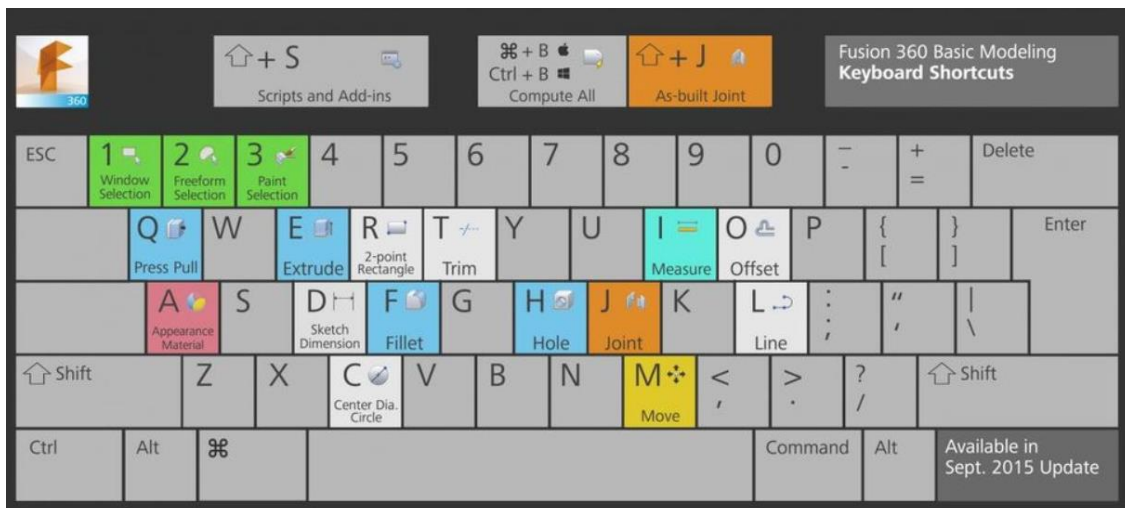 360
⇧ + S
Scripts and Add-ins
⌘ + B
Ctrl + B
Compute All
⇧ + J
As-built Joint
Fusion 360 Basic Modeling
Keyboard Shortcuts
ESC
1
Window
Selection
2
Freeform
Selection
3
Paint
Selection
4
5
6
7
8
9
0
_
-
+
=
Delete
Q
Press Pull
W
E
Extrude
R
2-point
Rectangle
T
Trim
Y
U
I
Measure
O
Offset
P
{
[
}
]
Enter
A
Appearance
Material
S
D
Sketch
Dimension
F
Fillet
G
H
Hole
J
Joint
K
L
Line
:
;
"
'
|
\
⇧ Shift
Z
X
C
Center Dia.
Circle
V
B
N
M
Move
<
,
>
.
?
/
⇧ Shift
Ctrl
Alt
⌘
Command
Alt
Available in
Sept. 2015 Update